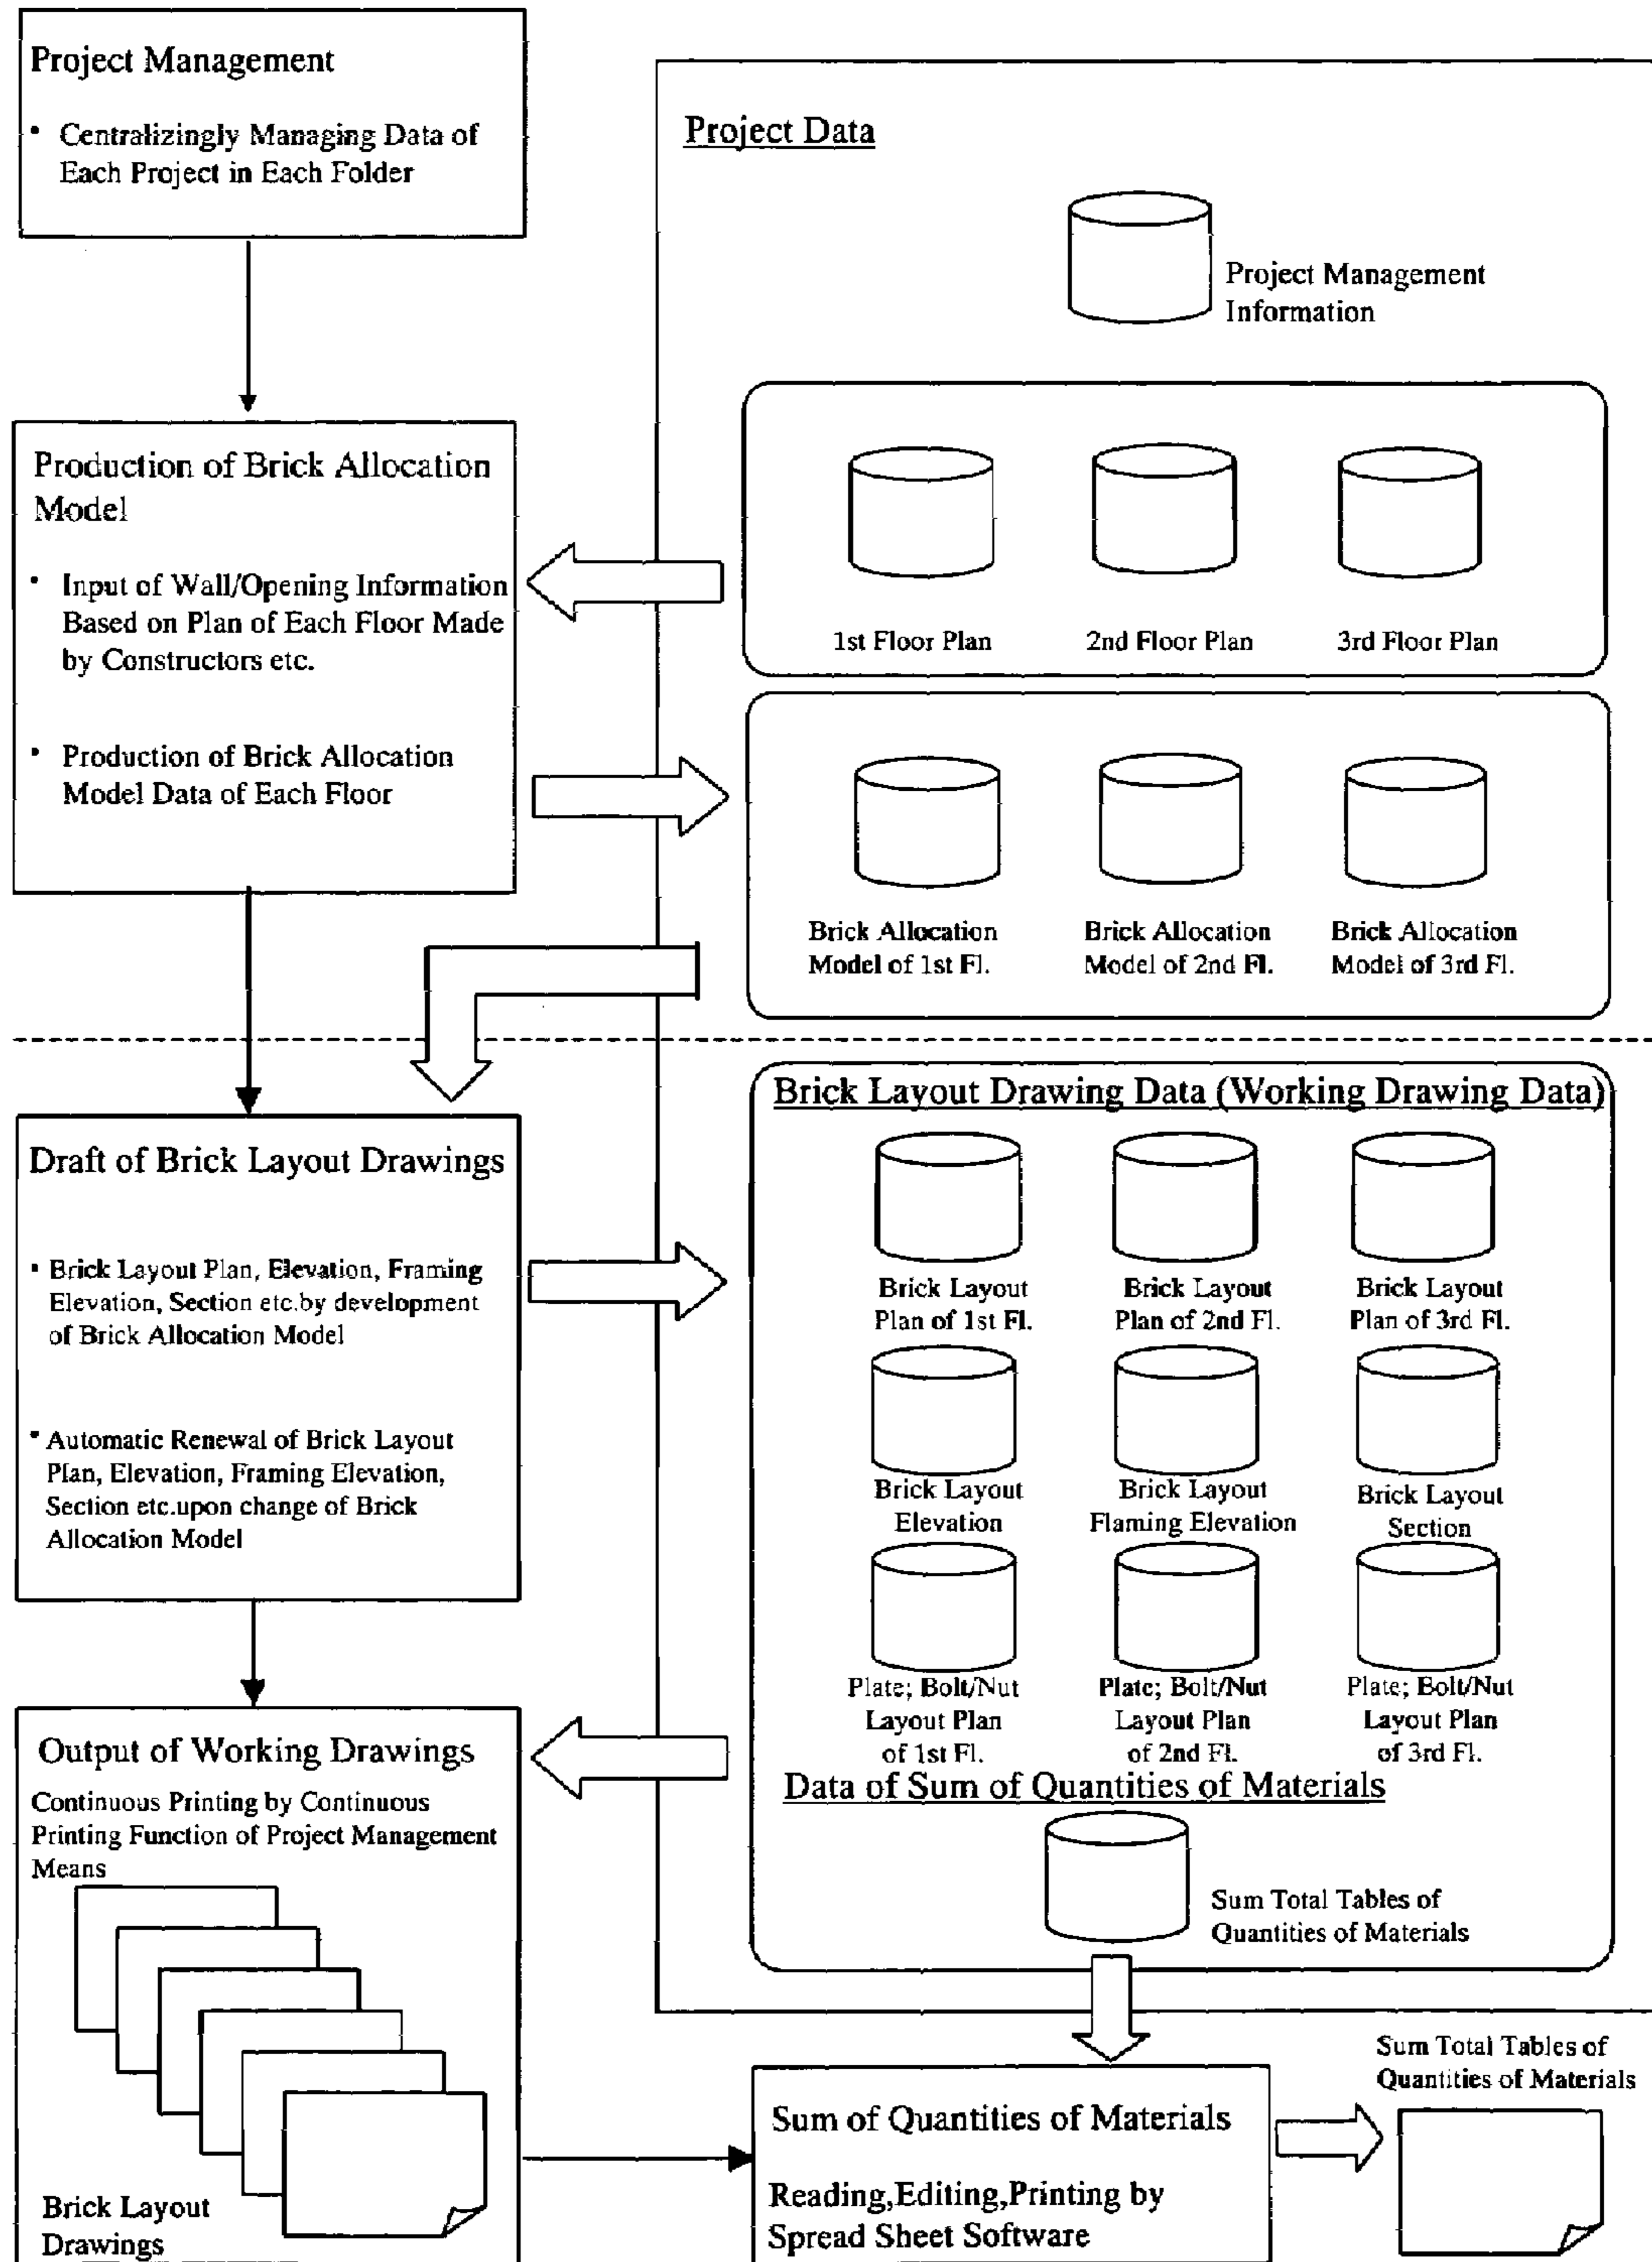 Project Management
• Centralizingly Managing Data of
Each Project in Each Folder
Project Data
Project Management
Information
Production of Brick Allocation
Model
• Input of Wall/Opening Information
Based on Plan of Each Floor Made
by Constructors etc.
• Production of Brick Allocation
Model Data of Each Floor
1st Floor Plan
2nd Floor Plan
3rd Floor Plan
Brick Allocation
Model of 1st Fl.
Brick Allocation
Model of 2nd Fl.
Brick Allocation
Model of 3rd Fl.
Draft of Brick Layout Drawings
• Brick Layout Plan, Elevation, Framing
Elevation, Section etc.by development
of Brick Allocation Model
• Automatic Renewal of Brick Layout
Plan, Elevation, Framing Elevation,
Section etc.upon change of Brick
Allocation Model
Brick Layout Drawing Data (Working Drawing Data)
Brick Layout
Plan of 1st Fl.
Brick Layout
Plan of 2nd Fl.
Brick Layout
Plan of 3rd Fl.
Brick Layout
Elevation
Brick Layout
Flaming Elevation
Brick Layout
Section
Plate; Bolt/Nut
Layout Plan
of 1st Fl.
Plate; Bolt/Nut
Layout Plan
of 2nd Fl.
Plate; Bolt/Nut
Layout Plan
of 3rd Fl.
Data of Sum of Quantities of Materials
Sum Total Tables of
Quantities of Materials
Output of Working Drawings
Continuous Printing by Continuous
Printing Function of Project Management
Means
Brick Layout
Drawings
Sum of Quantities of Materials
Reading,Editing,Printing by
Spread Sheet Software
Sum Total Tables of
Quantities of Materials